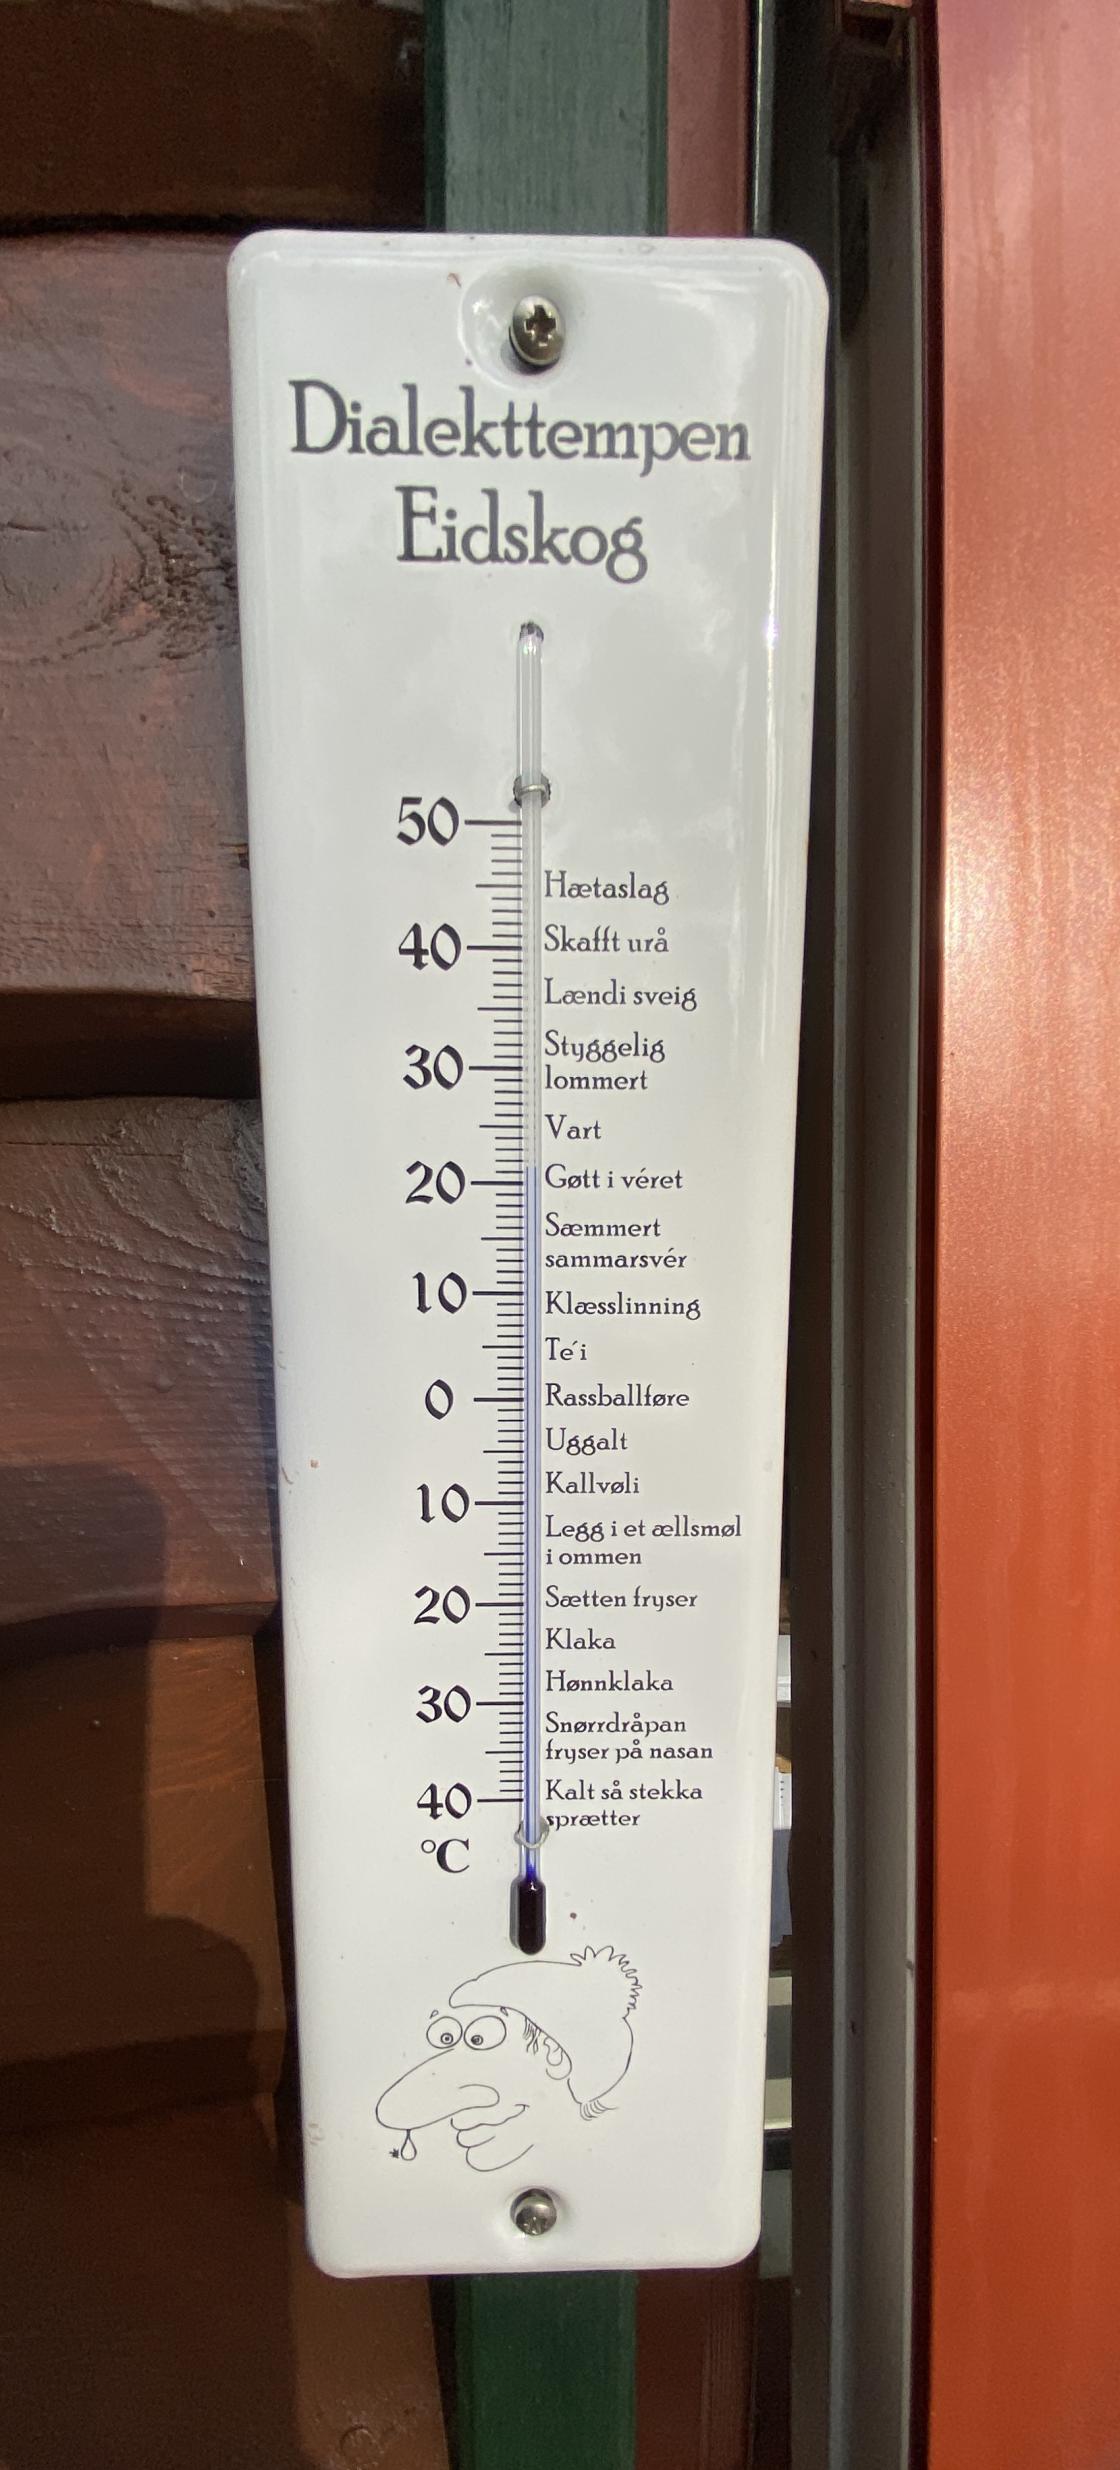 Dialekttempen
Eidskog
50
Hætaslag
40
Skafft urå
Lændi sveig
30
Styggelig
lommert
Vart
20
Gøtt i véret
Sæmmert
sammarsvér
10
Klæsslinning
Te´i
0
Rassballføre
Uggalt
Kallvøli
10
Legg i et ællsmøl
i ommen
20
Sætten fryser
Klaka
Hønnklaka
30
Snørrdråpan
fryser på nasan
40
Kalt så stekka
sprætter
°C